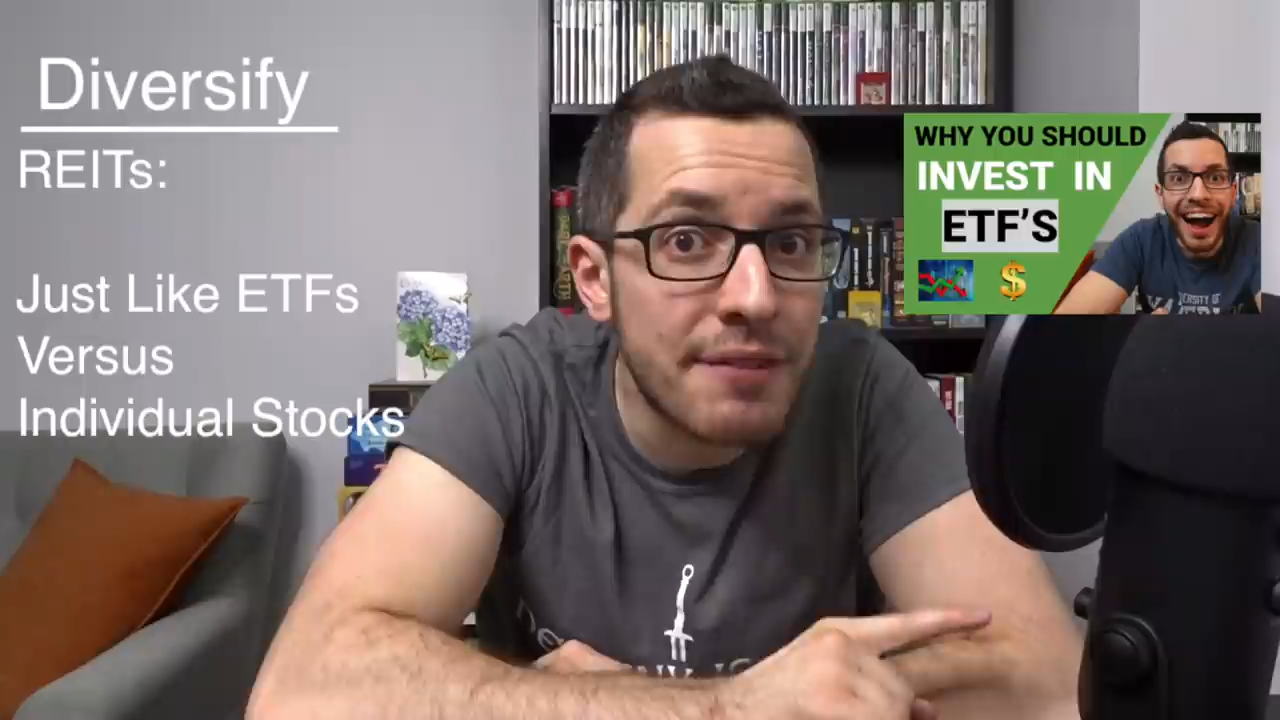 Diversify
REITs:
Just Like ETFs
Versus
Individual Stocks
WHY YOU SHOULD
INVEST IN
ETF'S